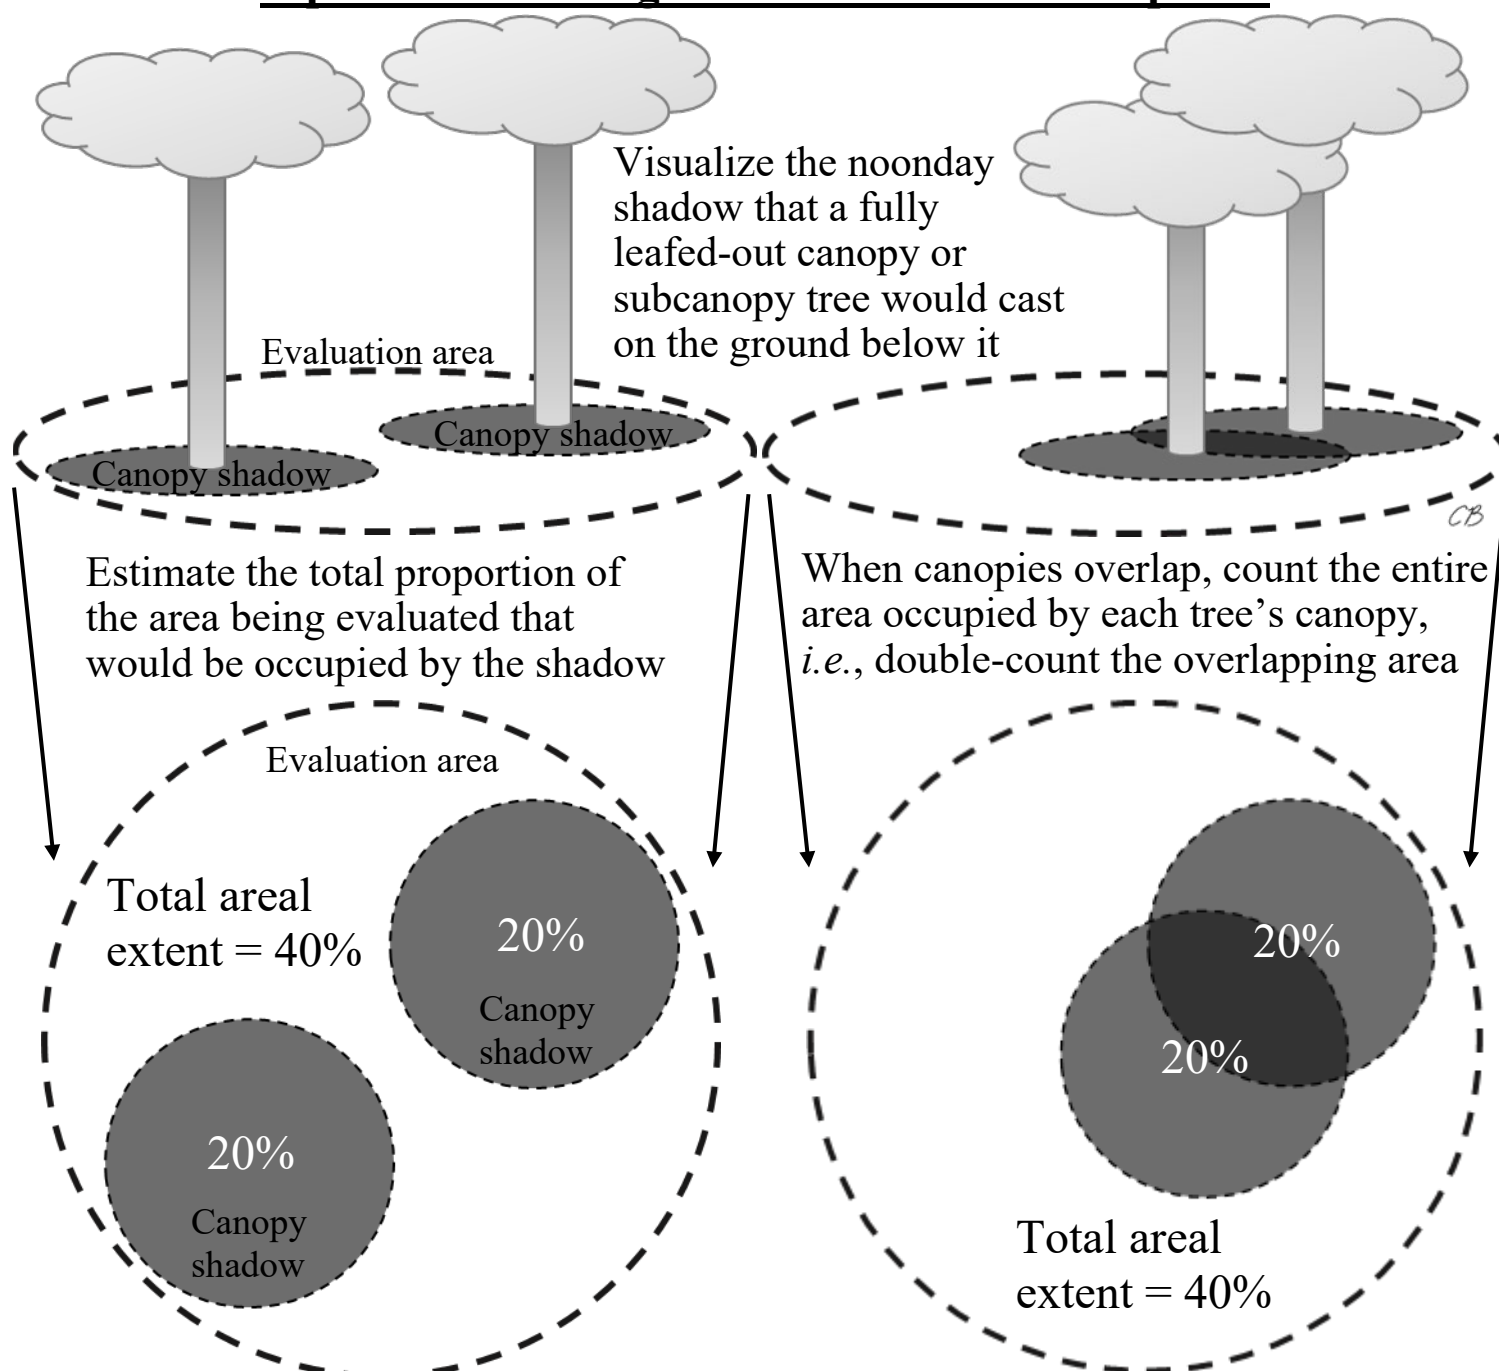 Visualize the noonday
shadow that a fully
leafed-out canopy or
subcanopy tree would cast
on the ground below it
Evaluation area
Canopy shadow
Canopy shadow
CB
Estimate the total proportion of
the area being evaluated that
would be occupied by the shadow
When canopies overlap, count the entire
area occupied by each tree’s canopy,
i.e., double-count the overlapping area
Evaluation area
Total areal
extent = 40%
20%
Canopy
shadow
20%
Canopy
shadow
20%
20%
Total areal
extent = 40%